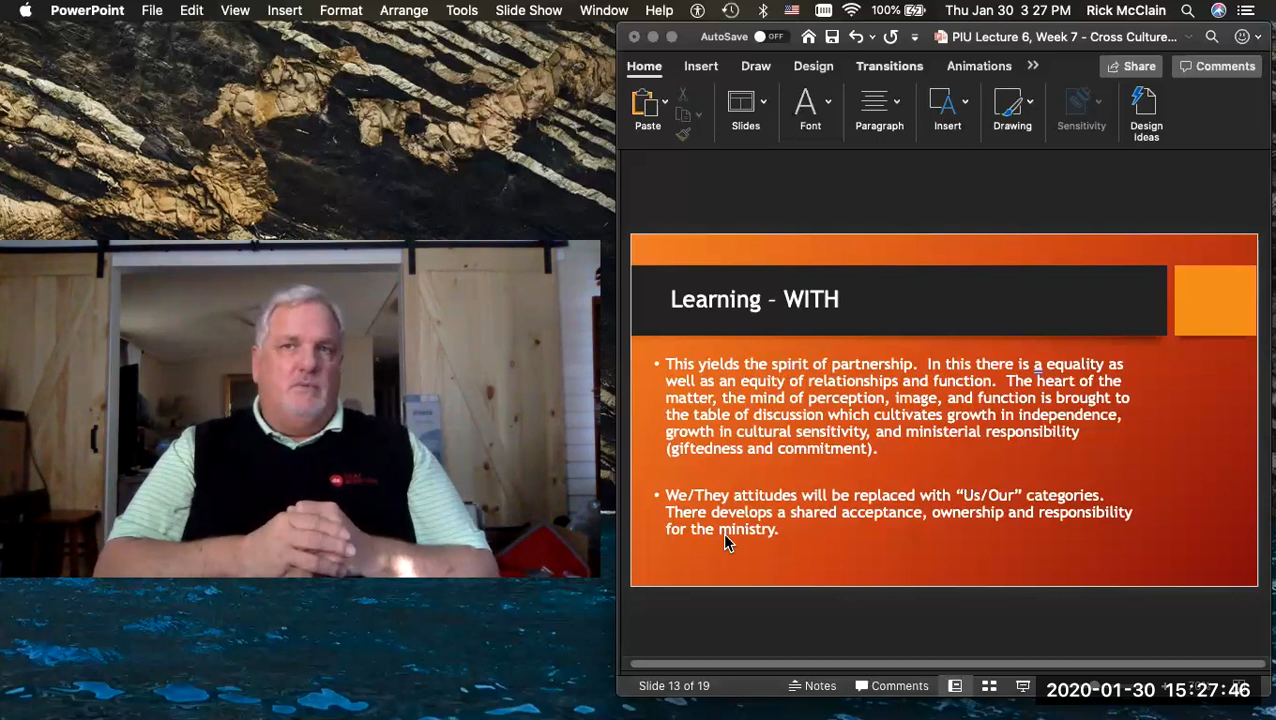 PowerPoint File Edit View Insert Format Arrange Tools Slide Show Window Help 100% Thu Jan 30 3 27 PM Rick McClain
AutoSave OFF PIU Lecture 6, Week 7 - Cross Culture...
Home Insert Draw Design Transitions Animations Share Comments
Paste Slides Font Paragraph Insert Drawing Sensitivity Design Ideas
Learning - WITH
• This yields the spirit of partnership. In this there is a equality as
well as an equity of relationships and function. The heart of the
matter, the mind of perception, image, and function is brought to
the table of discussion which cultivates growth in independence,
growth in cultural sensitivity, and ministerial responsibility
(giftedness and commitment).
• We/They attitudes will be replaced with “Us/Our” categories.
There develops a shared acceptance, ownership and responsibility
for the ministry.
Slide 13 of 19 Notes Comments
2020-01-30 15:27:46